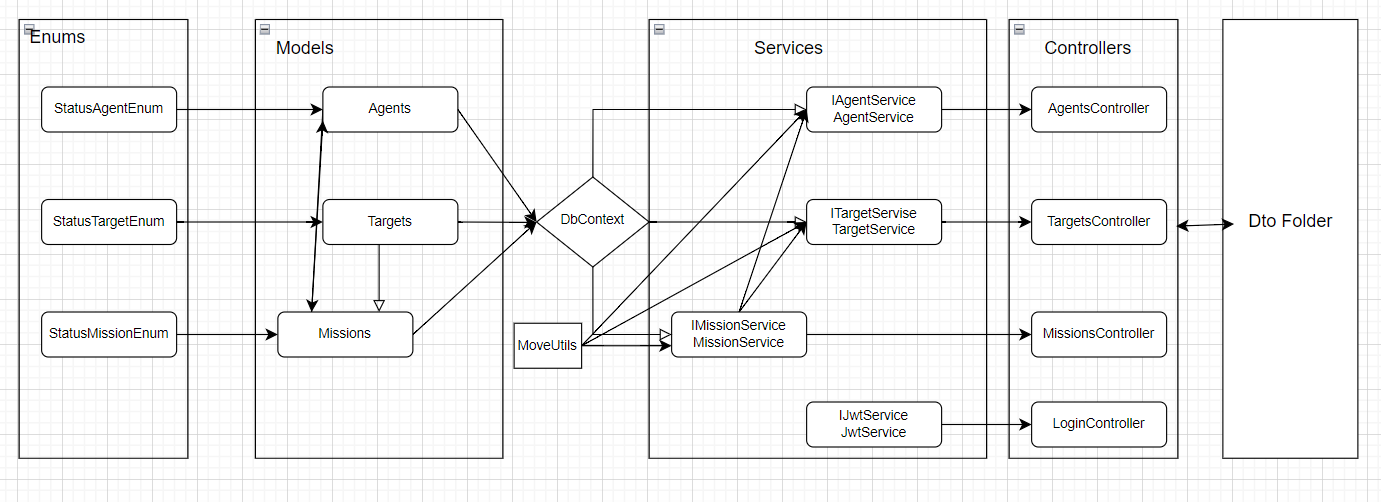 Enums
StatusAgentEnum
StatusTargetEnum
StatusMissionEnum
Models
Agents
Targets
Missions
DbContext
MoveUtils
Services
IAgentService
AgentService
ITargetServise
TargetService
IMissionService
MissionService
IJwtService
JwtService
Controllers
AgentsController
TargetsController
MissionsController
LoginController
Dto Folder